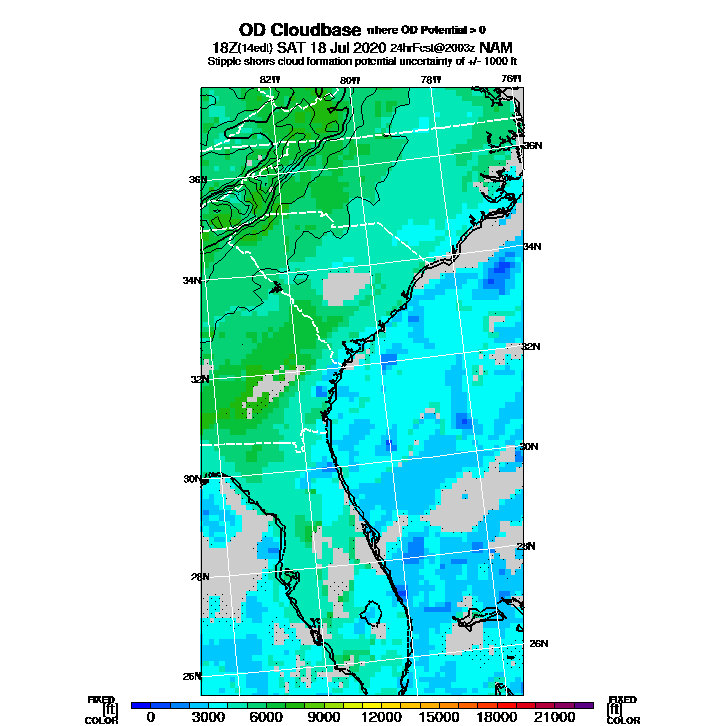 OD Cloudbase where OD Potential > 0
18Z(14edt) SAT 18 Jul 2020 24hrFcst@2003z NAM
Stipple shows cloud formation potential uncertainty of +/- 1000 ft
82W 80W 78W 76W
36N
36N
34N
34N
32N
32N
30N
30N
28N
28N
26N
26N
FIXED FIXED
[ft] [ft]
COLOR 0 3000 6000 9000 12000 15000 18000 21000 COLOR